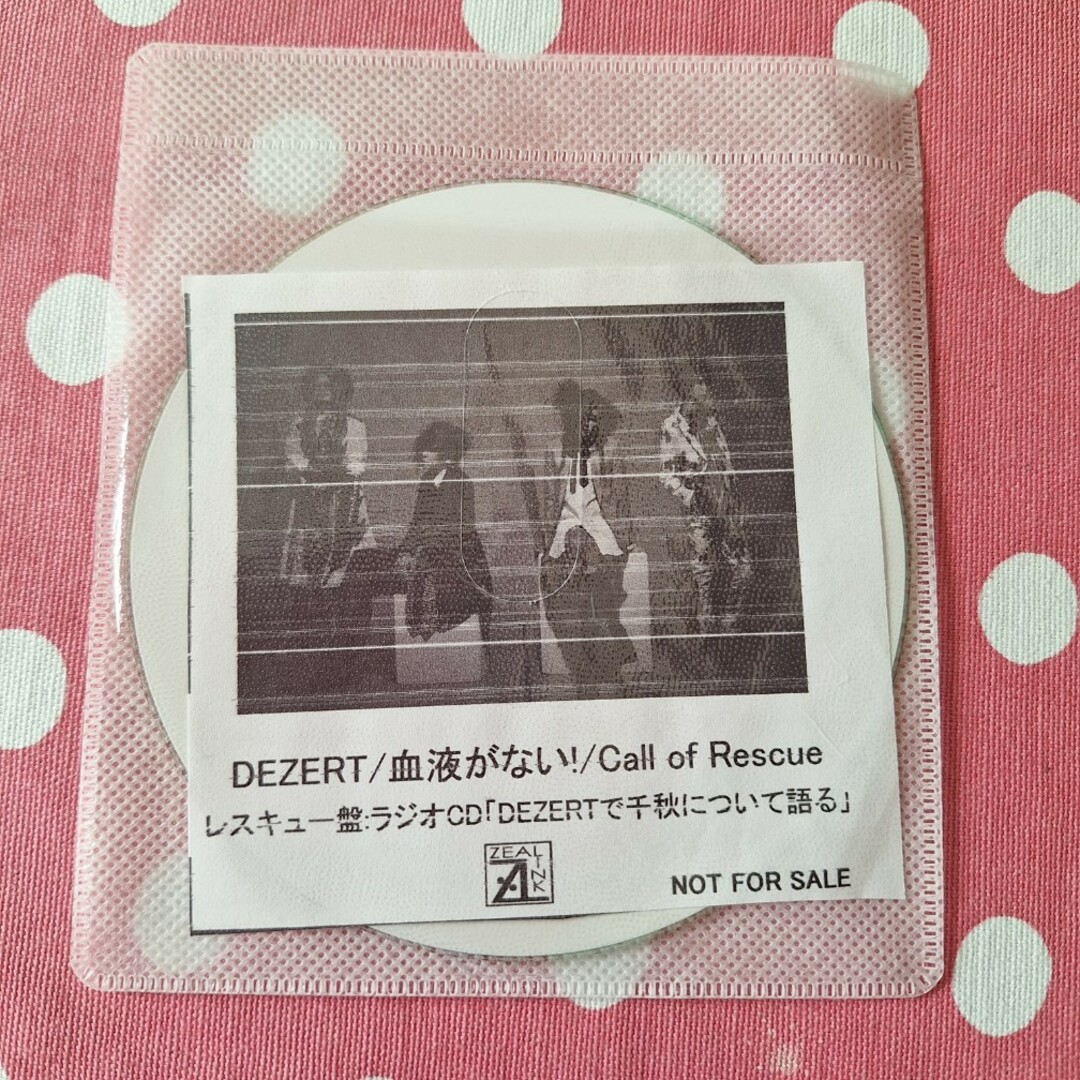 DEZERT/血液がない!/Call of Rescue
レスキュー盤:ラジオCD「DEZERTで千秋について語る」
ZEAL LINK
NOT FOR SALE